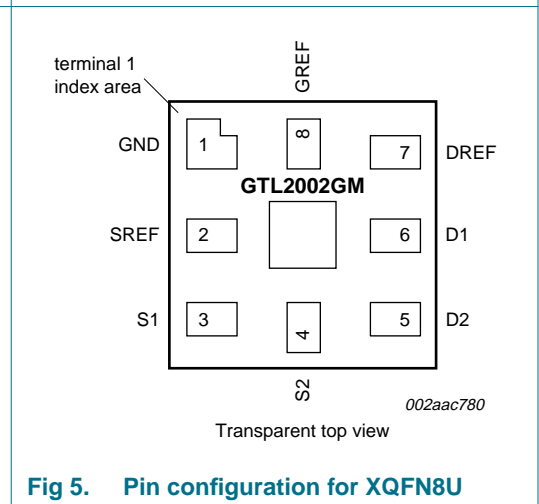 terminal 1
index area
GREF
GND 1 8 7 DREF
GTL2002GM
SREF 2 6 D1
S1 3 4 5 D2
S2
002aac780
Transparent top view
Fig 5. Pin configuration for XQFN8U